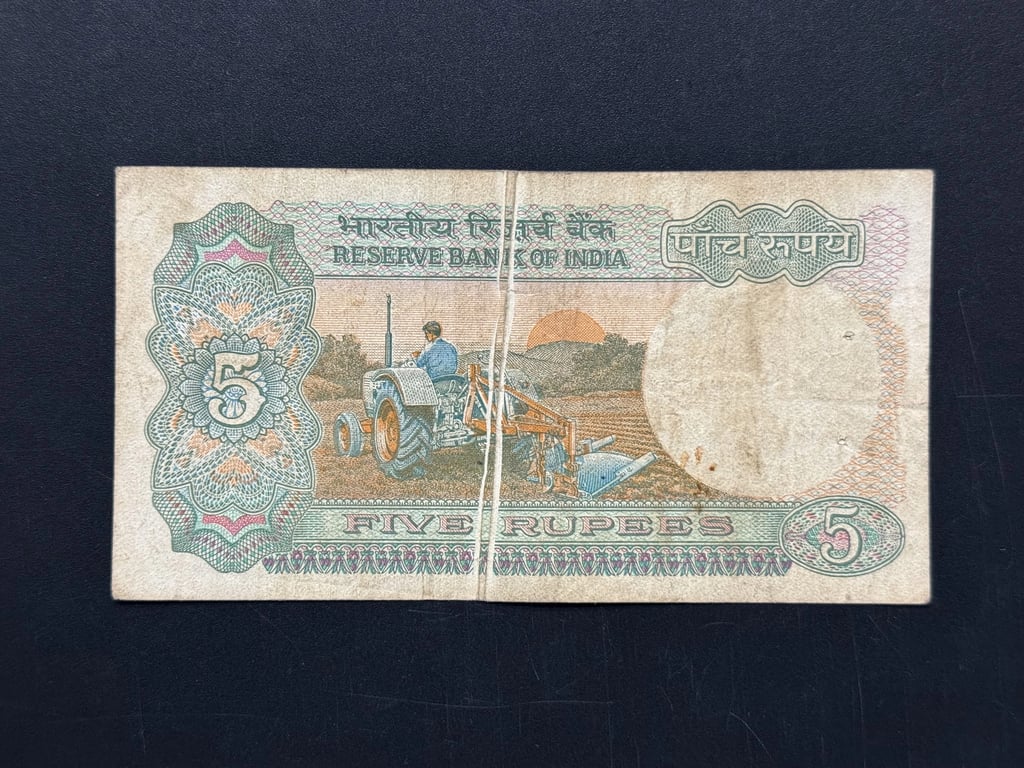 भारतीय रिज़र्व बैंक
RESERVE BANK OF INDIA
पाँच रूपये
5
FIVE RUPEES
5